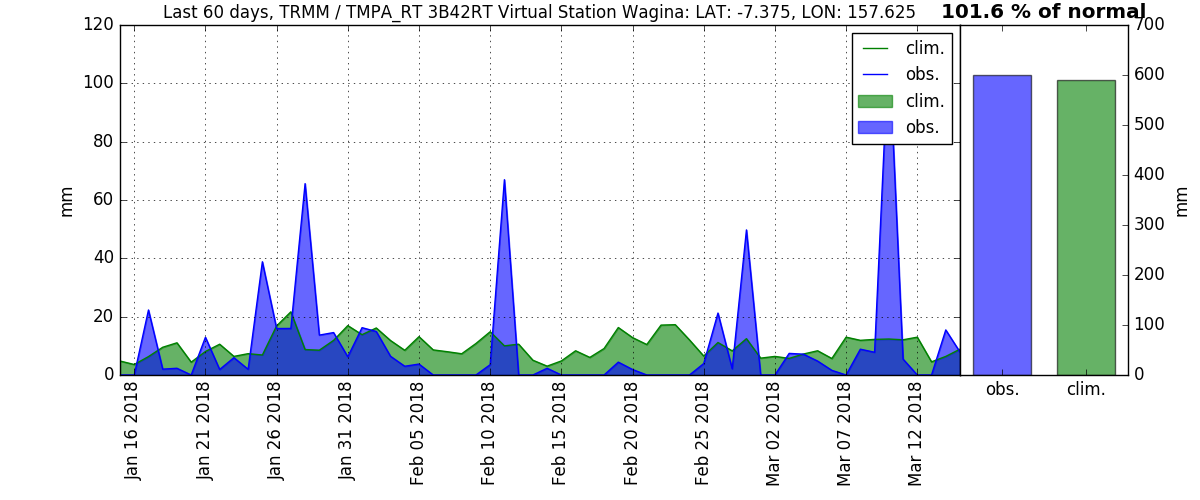 Last 60 days, TRMM / TMPA_RT 3B42RT Virtual Station Wagina: LAT: -7.375, LON: 157.625
101.6 % of normal
120
100
80
60
40
20
0
mm
clim.
obs.
clim.
obs.
700
600
500
400
300
200
100
0
mm
obs.
clim.
Jan 16 2018
Jan 21 2018
Jan 26 2018
Jan 31 2018
Feb 05 2018
Feb 10 2018
Feb 15 2018
Feb 20 2018
Feb 25 2018
Mar 02 2018
Mar 07 2018
Mar 12 2018